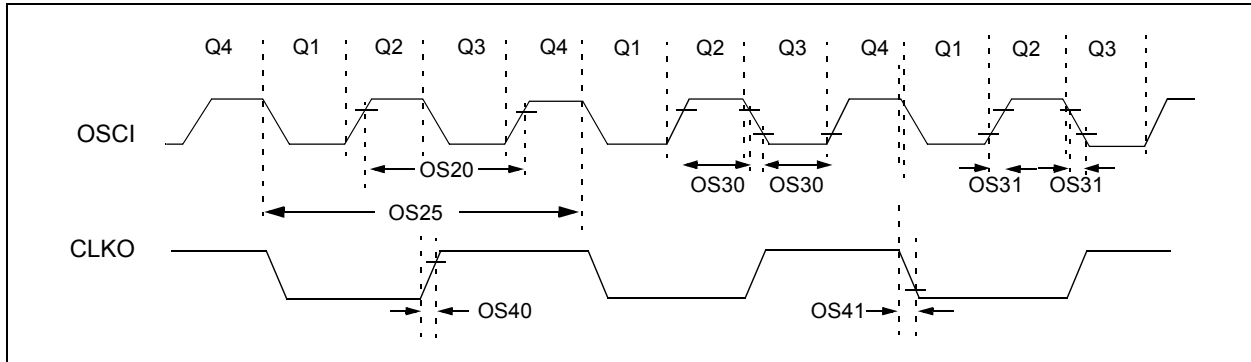 Q4 Q1 Q2 Q3 Q4 Q1 Q2 Q3 Q4 Q1 Q2 Q3
OSCI
OS20
OS30 OS30
OS31 OS31
OS25
CLKO
OS40
OS41